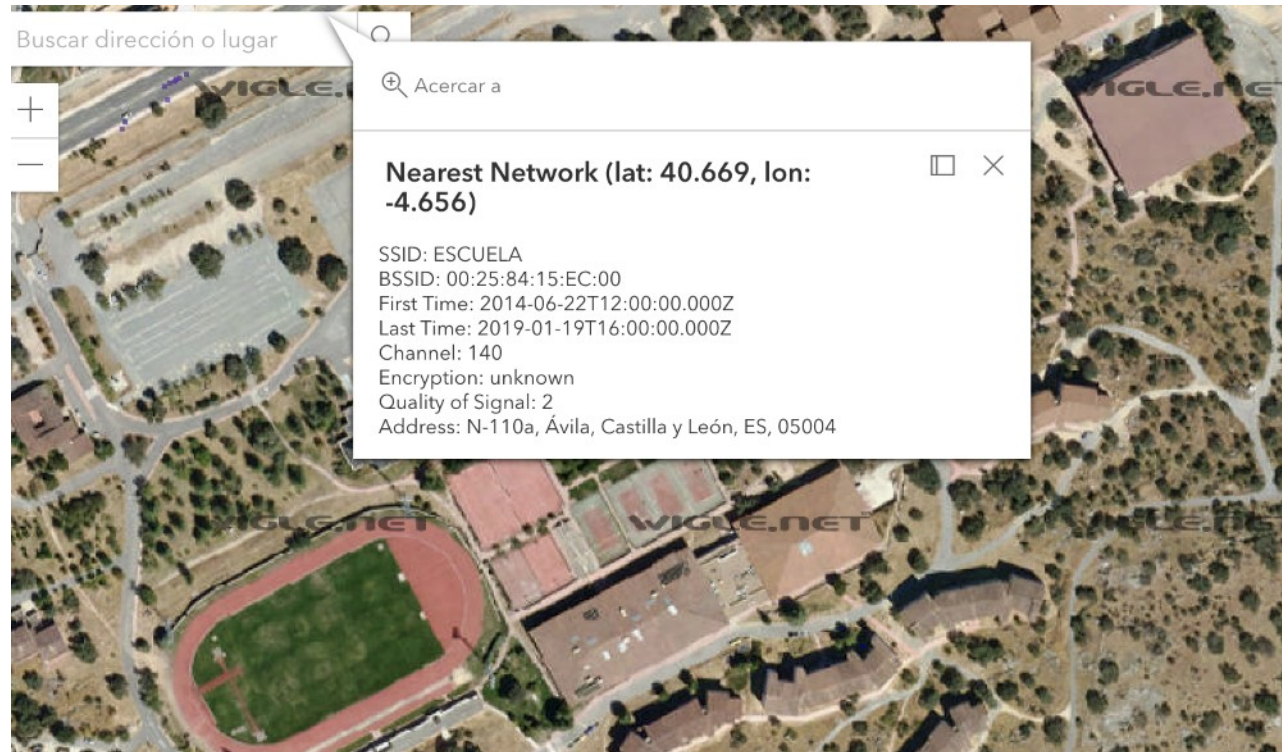 Buscar dirección o lugar
WIGLE.
WIGLE.NET
Acercar a
Nearest Network (lat: 40.669, lon:
-4.656)
SSID: ESCUELA
BSSID: 00:25:84:15:EC:00
First Time: 2014-06-22T12:00:00.000Z
Last Time: 2019-01-19T16:00:00.000Z
Channel: 140
Encryption: unknown
Quality of Signal: 2
Address: N-110a, Ávila, Castilla y León, ES, 05004
WIGLE.NET
WIGLE.NET
WIGLE.NE